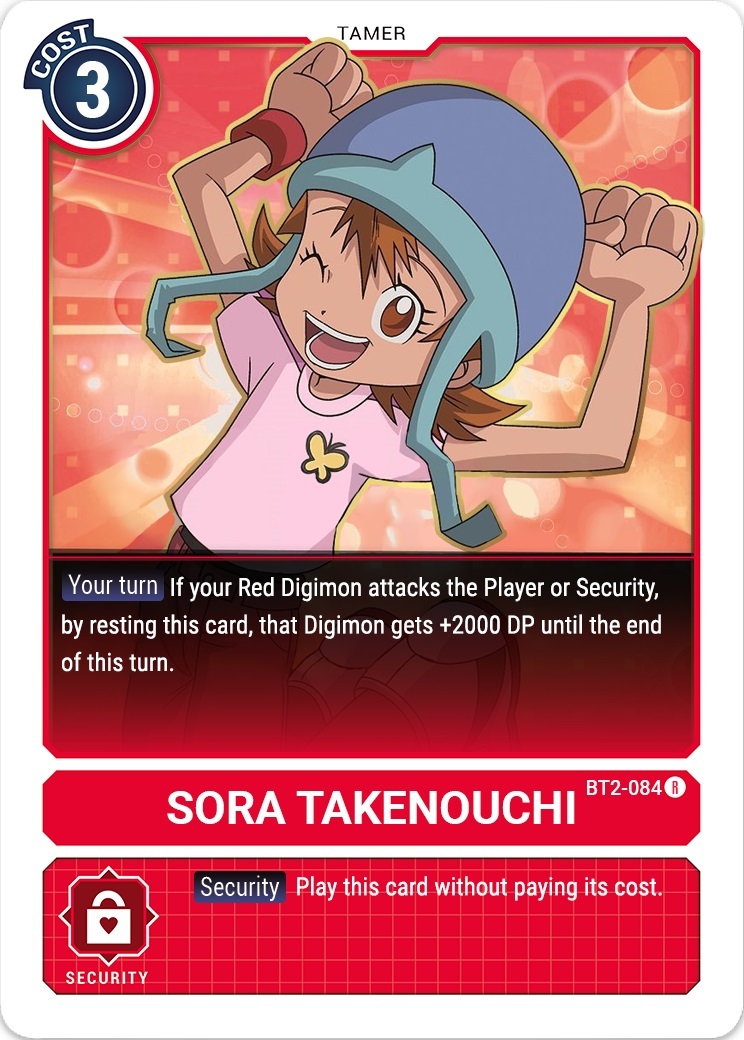 TAMER
COST
3
Your turn If your Red Digimon attacks the Player or Security,
by resting this card, that Digimon gets +2000 DP until the end
of this turn.
BT2-084 R
SORA TAKENOUCHI
Security Play this card without paying its cost.
SECURITY